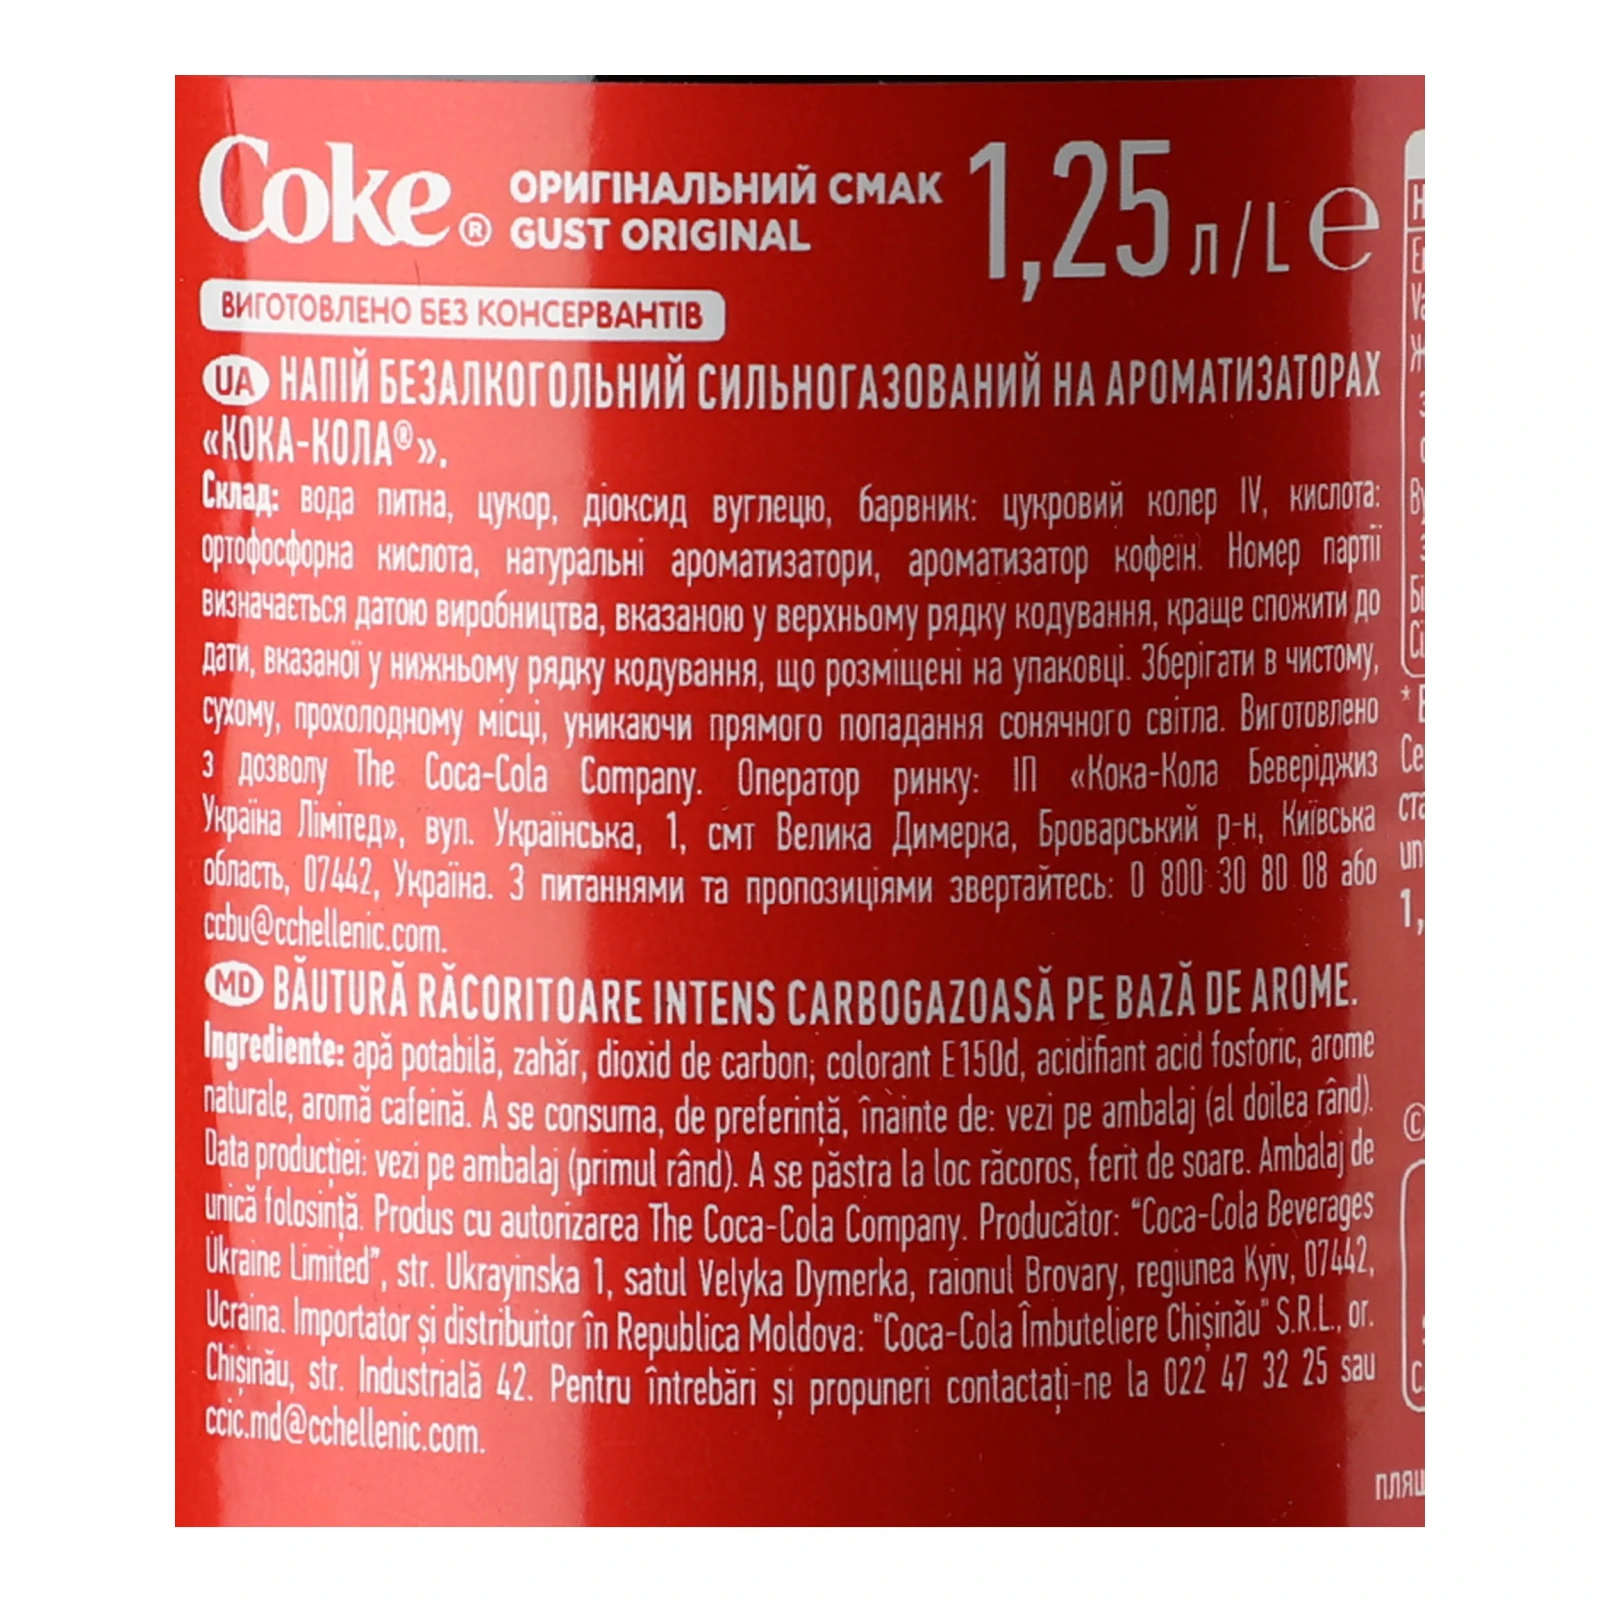 Coke® ОРИГІНАЛЬНИЙ СМАК
GUST ORIGINAL
1,25 л/L e
ВИГОТОВЛЕНО БЕЗ КОНСЕРВАНТІВ
UA НАПІЙ БЕЗАЛКОГОЛЬНИЙ СИЛЬНОГАЗОВАНИЙ НА АРОМАТИЗАТОРАХ
«КОКА-КОЛА®».
Склад: вода питна, цукор, діоксид вуглецю, барвник: цукровий колер IV, кислота:
ортофосфорна кислота, натуральні ароматизатори, ароматизатор кофеїн. Номер партії
визначається датою виробництва, вказаною у верхньому рядку кодування, краще спожити до
дати, вказаної у нижньому рядку кодування, що розміщені на упаковці. Зберігати в чистому,
сухому, прохолодному місці, уникаючи прямого попадання сонячного світла. Виготовлено
з дозволу The Coca-Cola Company. Оператор ринку: ІП «Кока-Кола Беверіджиз
Україна Лімітед», вул. Українська, 1, смт Велика Димерка, Броварський р-н, Київська
область, 07442, Україна. З питаннями та пропозиціями звертайтесь: 0 800 30 80 08 або
ccbu@cchellenic.com.
MD BĂUTURĂ RĂCORITOARE INTENS CARBOGAZOASĂ PE BAZĂ DE AROME.
Ingrediente: apă potabilă, zahăr, dioxid de carbon; colorant E150d, acidifiant acid fosforic, arome
naturale, aromă cafeină. A se consuma, de preferință, înainte de: vezi pe ambalaj (al doilea rând).
Data producției: vezi pe ambalaj (primul rând). A se păstra la loc răcoros, ferit de soare. Ambalaj de
unică folosință. Produs cu autorizarea The Coca-Cola Company. Producător: "Coca-Cola Beverages
Ukraine Limited", str. Ukrayinska 1, satul Velyka Dymerka, raionul Brovary, regiunea Kyiv, 07442,
Ucraina. Importator și distribuitor în Republica Moldova: "Coca-Cola Îmbuteliere Chișinău" S.R.L., or.
Chișinău, str. Industrială 42. Pentru întrebări și propuneri contactați-ne la 022 47 32 25 sau
ccic.md@cchellenic.com.